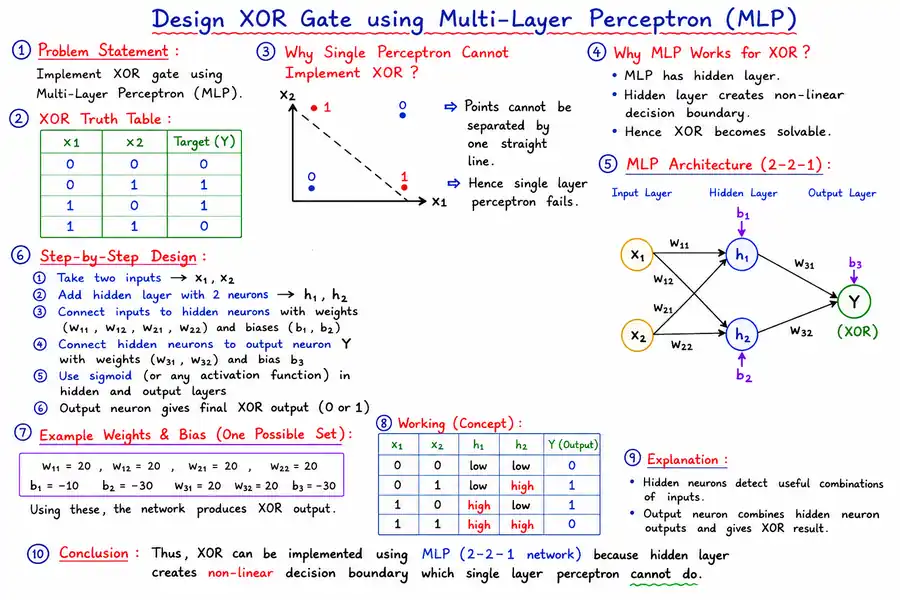 Design XOR Gate using Multi-Layer Perceptron (MLP)
① Problem Statement :
Implement XOR gate using
Multi-Layer Perceptron (MLP).
② XOR Truth Table :
x1 x2 Target (Y)
0 0 0
0 1 1
1 0 1
1 1 0
③ Why Single Perceptron Cannot
Implement XOR ?
x₂
1
0
0
1
x₁
⇨ Points cannot be
separated by
one straight
line.
⇨ Hence single layer
perceptron fails.
④ Why MLP Works for XOR ?
• MLP has hidden layer.
• Hidden layer creates non-linear
decision boundary.
• Hence XOR becomes solvable.
⑤ MLP Architecture (2-2-1) :
Input Layer Hidden Layer Output Layer
b₁
x₁ w₁₁ h₁
w₁₂ w₃₁ b₃
w₂₁ Y
x₂ w₂₂ h₂ w₃₂ (XOR)
b₂
⑥ Step-by-Step Design :
① Take two inputs → x₁ , x₂
② Add hidden layer with 2 neurons → h₁ , h₂
③ Connect inputs to hidden neurons with weights
(w₁₁ , w₁₂ , w₂₁ , w₂₂) and biases (b₁ , b₂)
④ Connect hidden neurons to output neuron Y
with weights (w₃₁ , w₃₂) and bias b₃
⑤ Use sigmoid (or any activation function) in
hidden and output layers
⑥ Output neuron gives final XOR output (0 or 1)
⑦ Example Weights & Bias (One Possible Set) :
w₁₁ = 20 , w₁₂ = 20 , w₂₁ = 20 , w₂₂ = 20
b₁ = -10 b₂ = -30 w₃₁ = 20 w₃₂ = 20 b₃ = -30
Using these, the network produces XOR output.
⑧ Working (Concept) :
x₁ x₂ h₁ h₂ Y (Output)
0 0 low low 0
0 1 low high 1
1 0 high low 1
1 1 high high 0
⑨ Explanation :
• Hidden neurons detect useful combinations
of inputs.
• Output neuron combines hidden neuron
outputs and gives XOR result.
⑩ Conclusion : Thus, XOR can be implemented using MLP (2-2-1 network) because hidden layer
creates non-linear decision boundary which single layer perceptron cannot do.